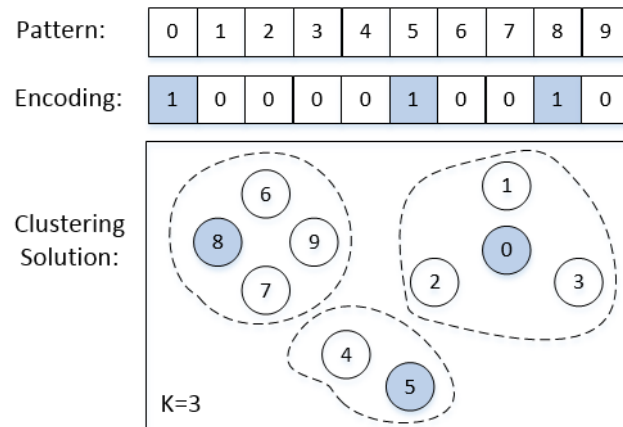 Pattern: 0 1 2 3 4 5 6 7 8 9
Encoding: 1 0 0 0 0 1 0 0 1 0
Clustering Solution:
6
8 9
7
1
0
2 3
4
5
K=3